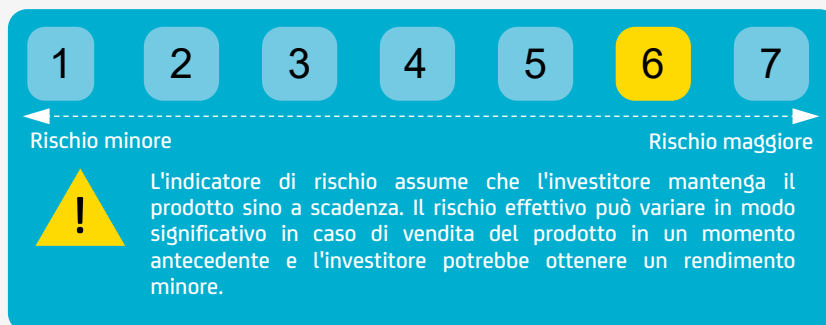 1 2 3 4 5 6 7
Rischio minore Rischio maggiore
!
L'indicatore di rischio assume che l'investitore mantenga il
prodotto sino a scadenza. Il rischio effettivo può variare in modo
significativo in caso di vendita del prodotto in un momento
antecedente e l'investitore potrebbe ottenere un rendimento
minore.